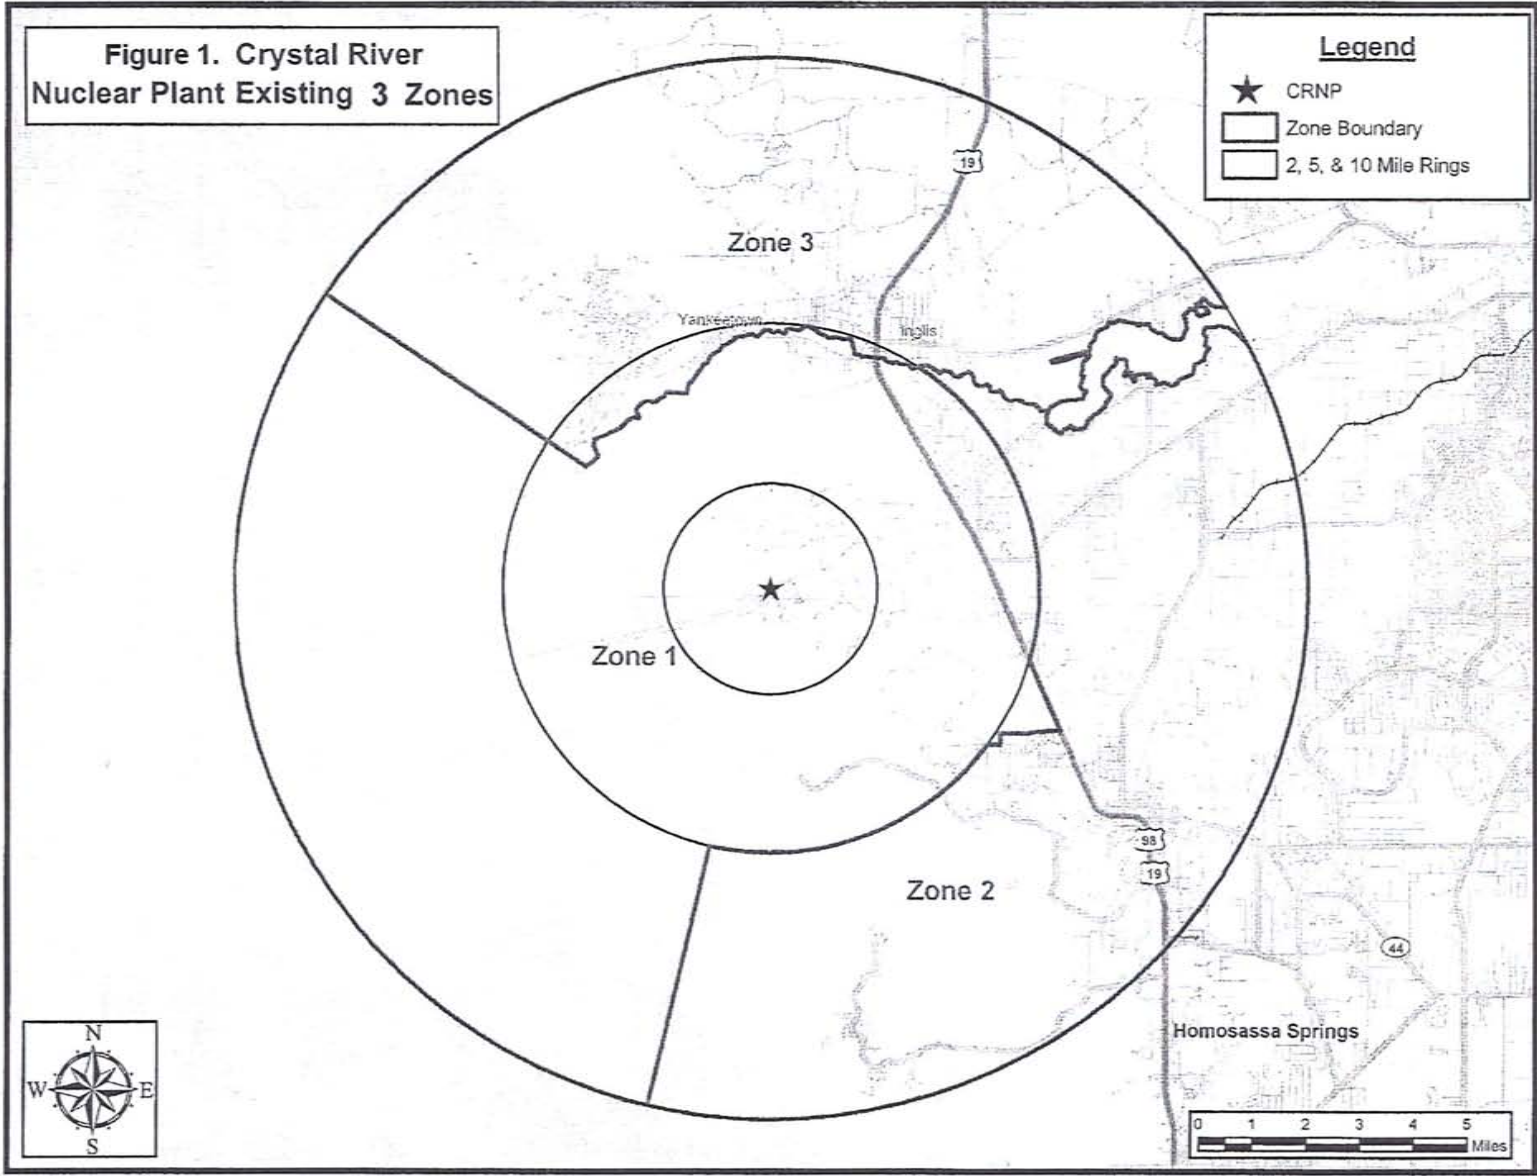 Figure 1. Crystal River
Nuclear Plant Existing 3 Zones
Legend
CRNP
Zone Boundary
2, 5, & 10 Mile Rings
19
Zone 3
Yankeetown
Inglis
Zone 1
98
19
Zone 2
44
Homosassa Springs
N
W E
S
0 1 2 3 4 5
Miles